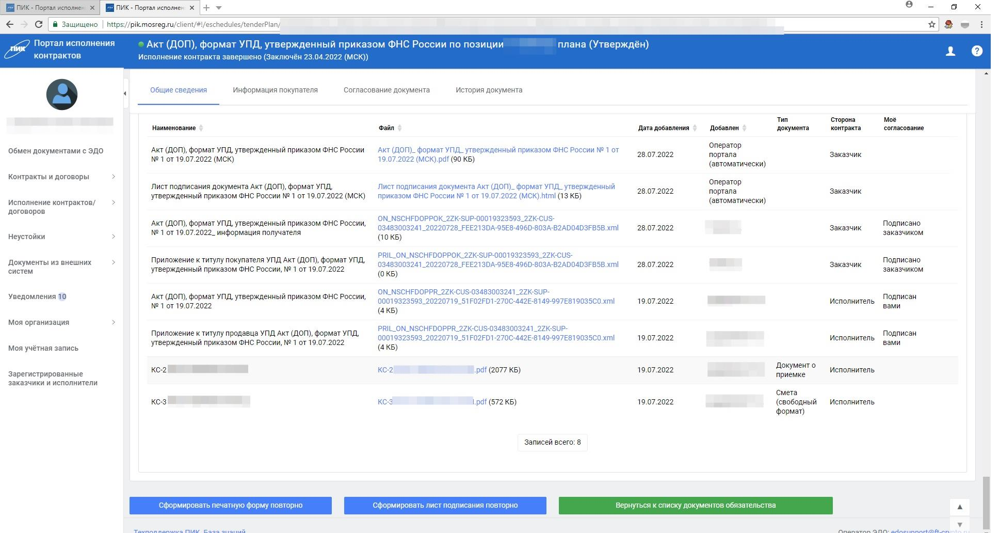 ПИК - Портал исполнен
ПИК - Портал исполнен
Защищено
https://pik.mosreg.ru/client/#!/eschedules/tenderPlan/
ПИК
Портал исполнения
контрактов
Акт (ДОП), формат УПД, утвержденный приказом ФНС России по позиции плана (Утверждён)
Исполнение контракта завершено (Заключён 23.04.2022 (МСК))
Обмен документами с ЭДО
Контракты и договоры
Исполнение контрактов/
договоров
Неустойки
Документы из внешних
систем
Уведомления 10
Моя организация
Моя учётная запись
Зарегистрированные
заказчики и исполнители
Общие сведения
Информация покупателя
Согласование документа
История документа
Наименование
Файл
Дата добавления
Добавлен
Тип
документа
Сторона
контракта
Моё
согласование
Акт (ДОП), формат УПД, утвержденный приказом ФНС России
№ 1 от 19.07.2022 (МСК)
Акт (ДОП)_ формат УПД_ утвержденный приказом ФНС России № 1 от
19.07.2022 (МСК).pdf (90 КБ)
28.07.2022
Оператор
портала
(автоматически)
Заказчик
Лист подписания документа Акт (ДОП), формат УПД,
утвержденный приказом ФНС России № 1 от 19.07.2022 (МСК)
Лист подписания документа Акт (ДОП)_ формат УПД_ утвержденный
приказом ФНС России № 1 от 19.07.2022 (МСК).html (13 КБ)
28.07.2022
Оператор
портала
(автоматически)
Заказчик
Акт (ДОП), формат УПД, утвержденный приказом ФНС России,
№ 1 от 19.07.2022_ информация получателя
ON_NSCHFDOPPOK_2ZK-SUP-00019323593_2ZK-CUS-
03483003241_20220728_FEE213DA-95E8-496D-803A-B2AD04D3FB5B.xml
(10 КБ)
28.07.2022
Заказчик
Подписано
заказчиком
Приложение к титулу покупателя УПД Акт (ДОП), формат УПД,
утвержденный приказом ФНС России, № 1 от 19.07.2022
PRIL_ON_NSCHFDOPPOK_2ZK-SUP-00019323593_2ZK-CUS-
03483003241_20220728_FEE213DA-95E8-496D-803A-B2AD04D3FB5B.xml
(0 КБ)
28.07.2022
Заказчик
Подписано
заказчиком
Акт (ДОП), формат УПД, утвержденный приказом ФНС России,
№ 1 от 19.07.2022
ON_NSCHFDOPPR_2ZK-CUS-03483003241_2ZK-SUP-
00019323593_20220719_51F02FD1-270C-442E-8149-997E819035C0.xml
(4 КБ)
19.07.2022
Исполнитель
Подписан
вами
Приложение к титулу продавца УПД Акт (ДОП), формат УПД,
утвержденный приказом ФНС России, № 1 от 19.07.2022
PRIL_ON_NSCHFDOPPR_2ZK-CUS-03483003241_2ZK-SUP-
00019323593_20220719_51F02FD1-270C-442E-8149-997E819035C0.xml
(4 КБ)
19.07.2022
Исполнитель
Подписан
вами
КС-2
КС-2 .pdf (2077 КБ)
19.07.2022
Документ о
приемке
Исполнитель
КС-3
КС-3 .pdf (572 КБ)
19.07.2022
Смета
(свободный
формат)
Исполнитель
Записей всего: 8
Сформировать печатную форму повторно
Сформировать лист подписания повторно
Вернуться к списку документов обязательства
Техподдержка ПИК. База знаний
Оператор ЭДО: edosupport@ft-crypto.ru